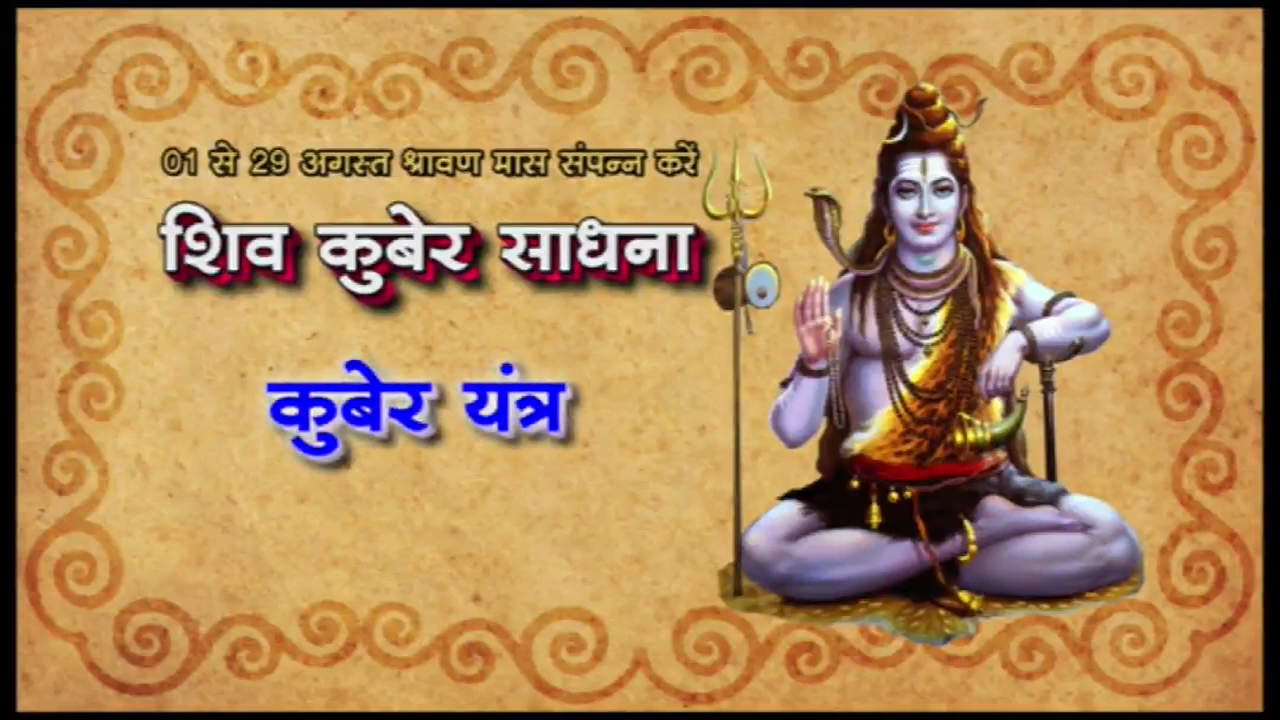 01 से 29 अगस्त श्रावण मास संपन्न करें
शिव कुबेर साधना
कुबेर यंत्र